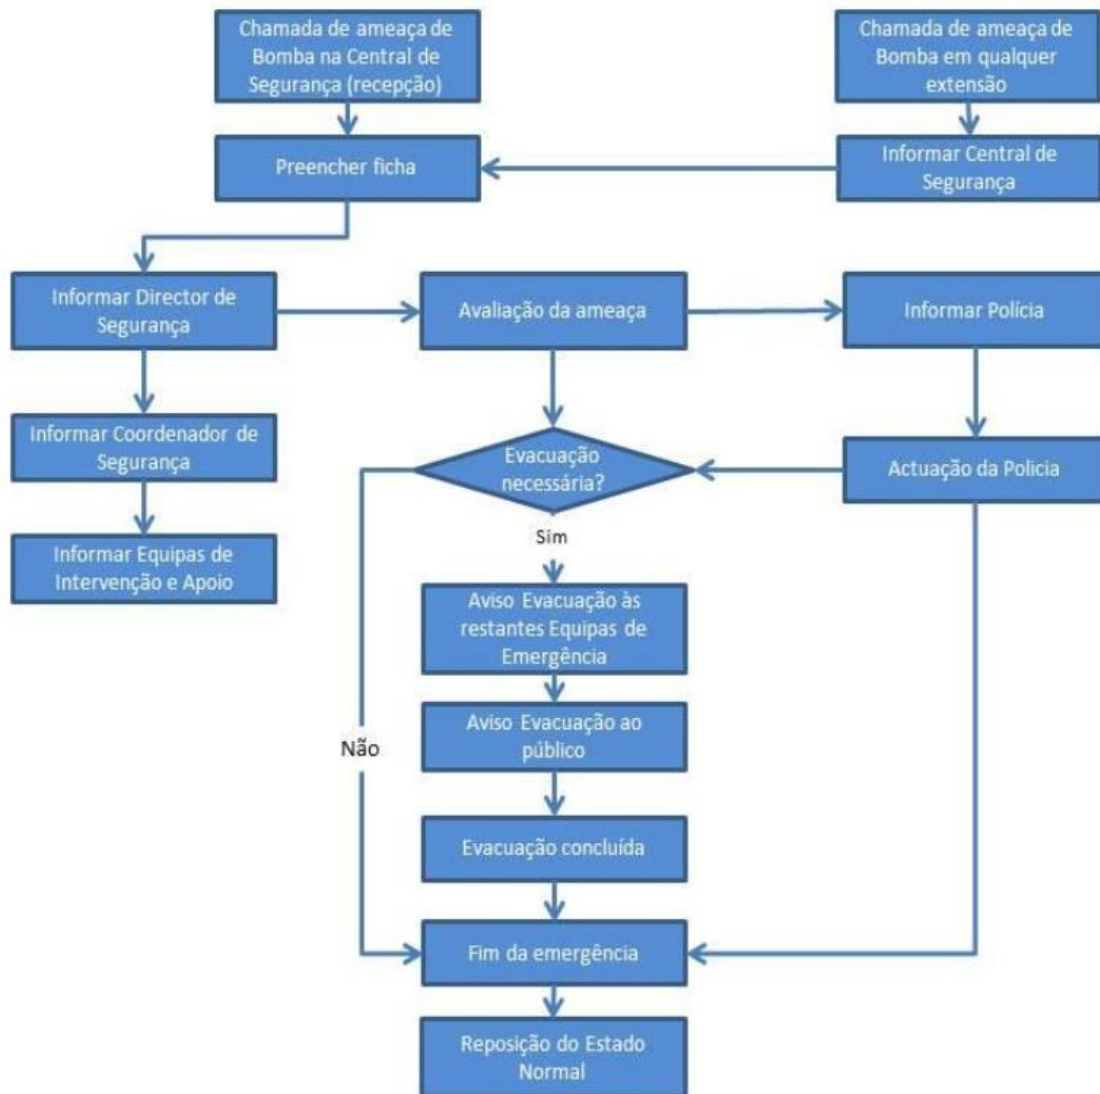 Chamada de ameaça de
Bomba na Central de
Segurança (recepção)
Chamada de ameaça de
Bomba em qualquer
extensão
Preencher ficha
Informar Central de
Segurança
Informar Director de
Segurança
Avaliação da ameaça
Informar Polícia
Informar Coordenador de
Segurança
Evacuação
necessária?
Actuação da Policia
Sim
Informar Equipas de
Intervenção e Apoio
Aviso Evacuação às
restantes Equipas de
Emergência
Aviso Evacuação ao
público
Não
Evacuação concluída
Fim da emergência
Reposição do Estado
Normal